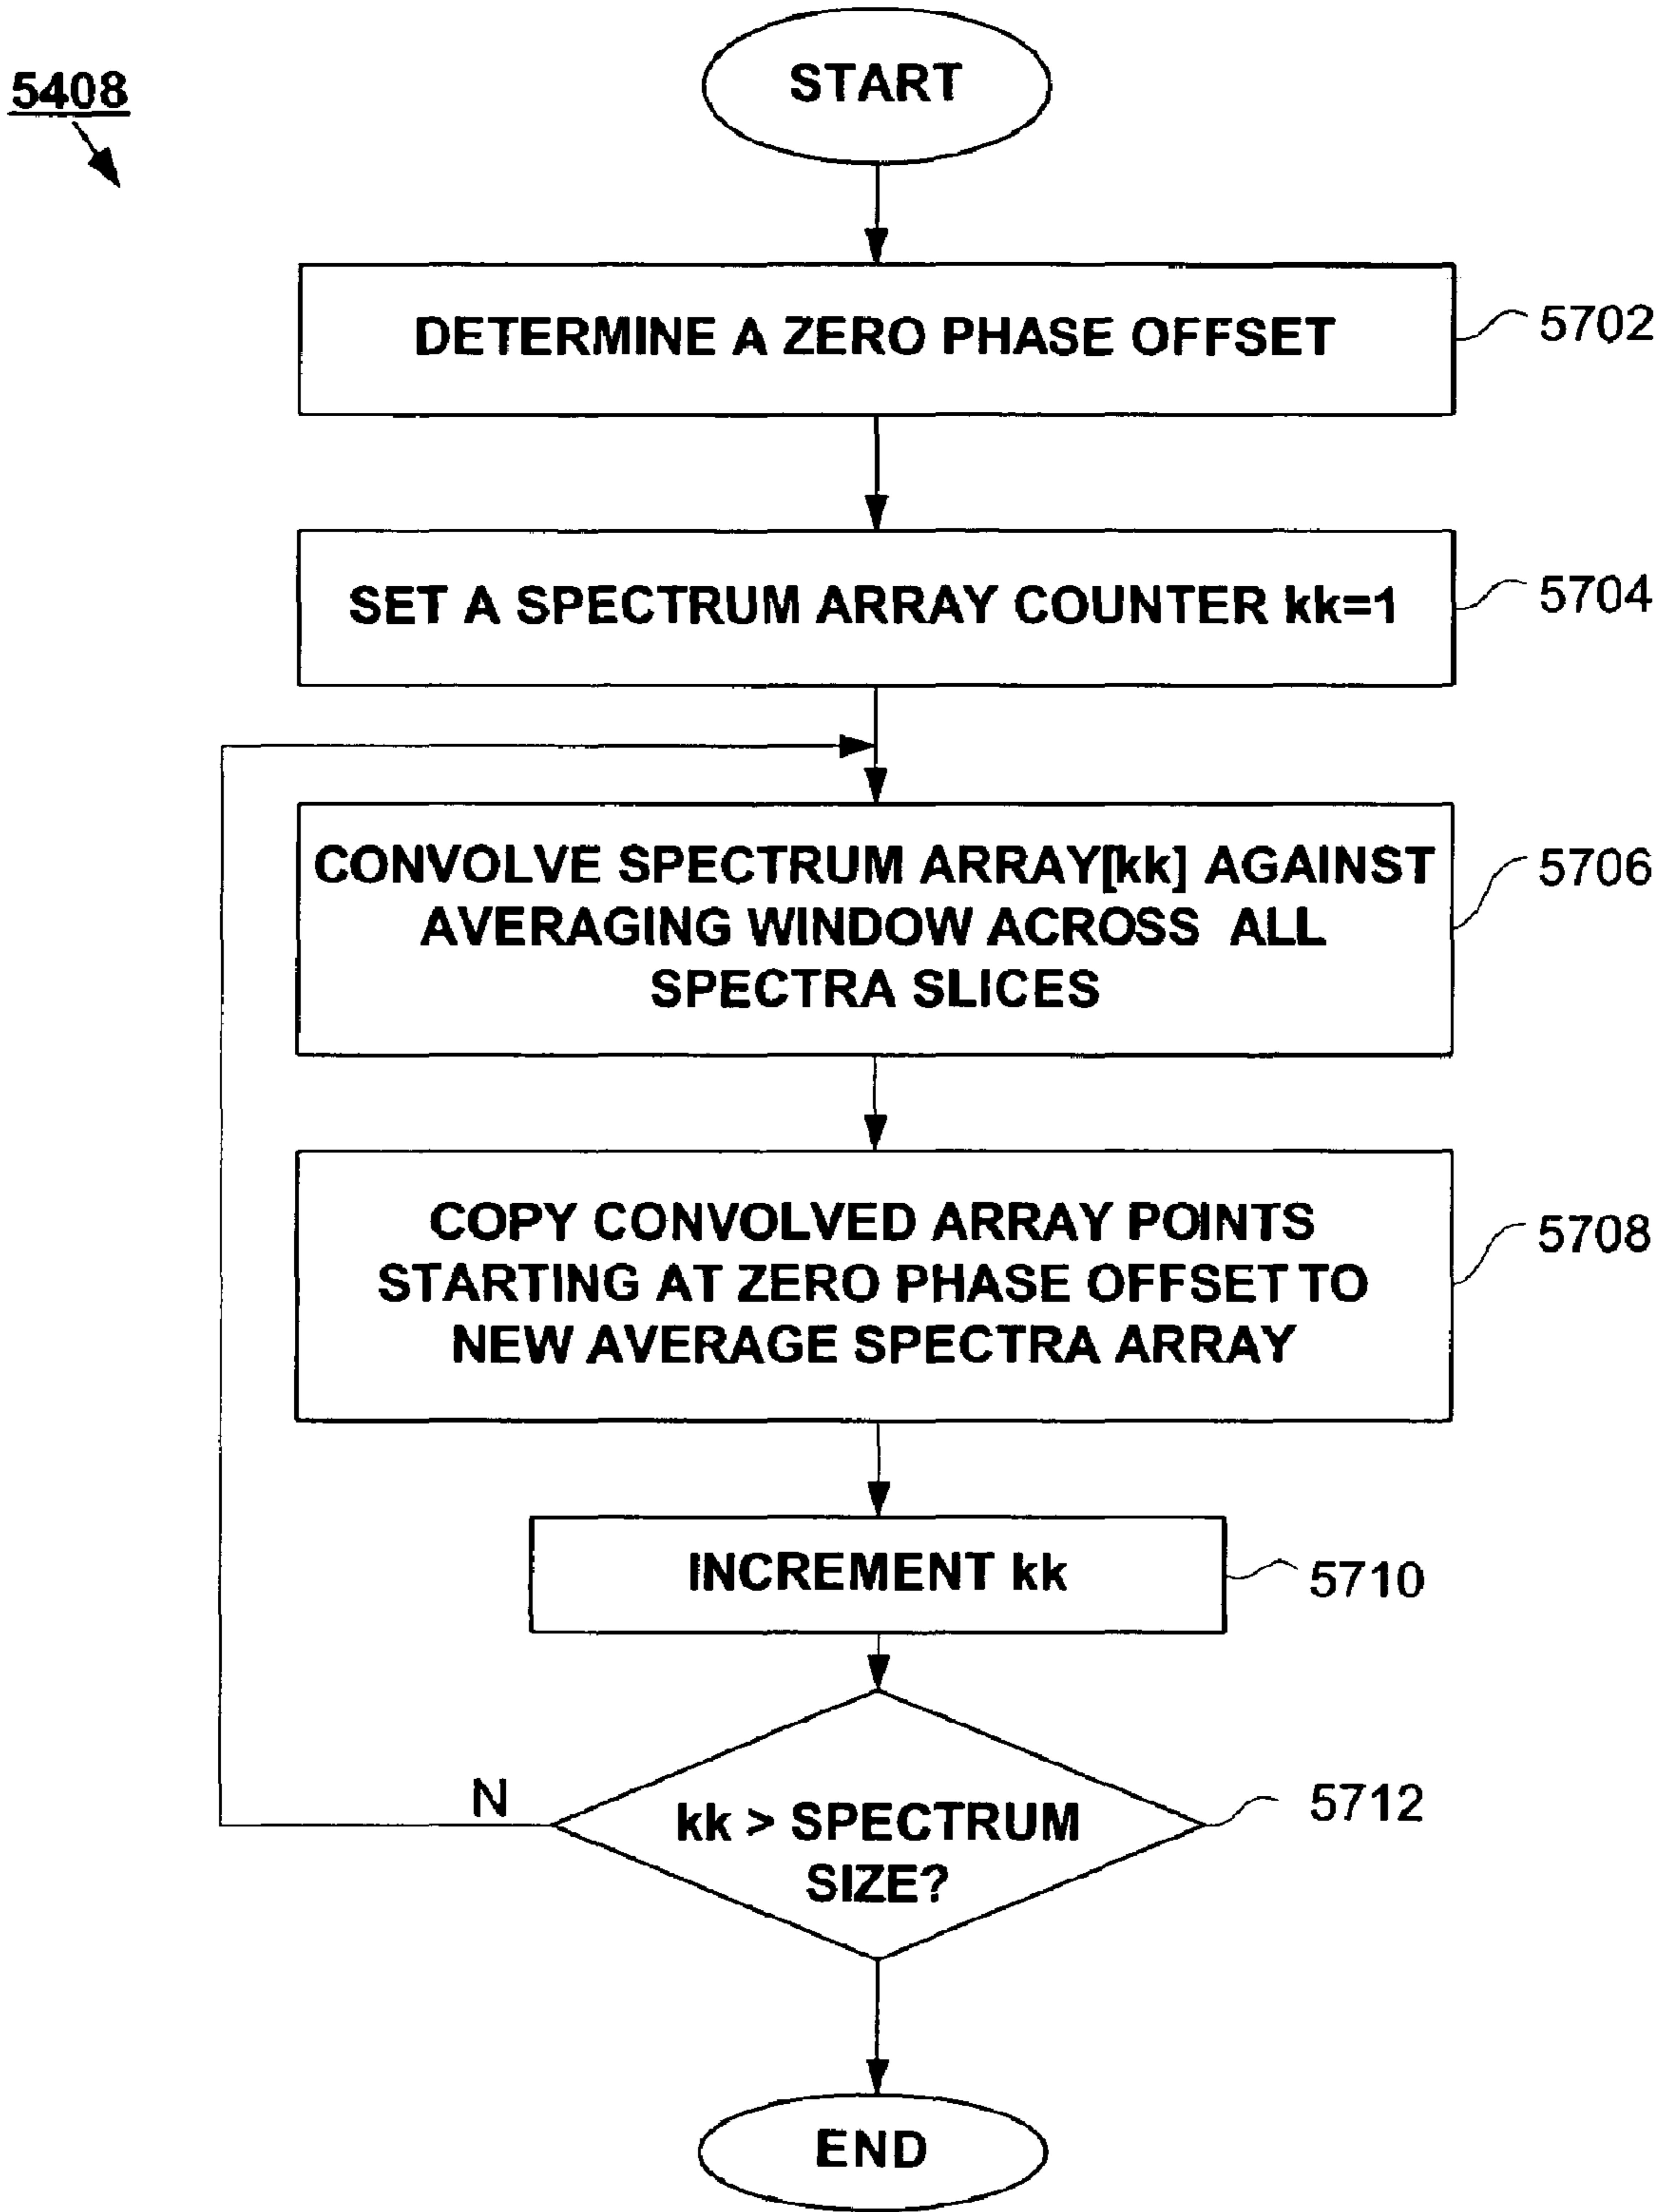 5408
START
DETERMINE A ZERO PHASE OFFSET
5702
SET A SPECTRUM ARRAY COUNTER kk=1
5704
CONVOLVE SPECTRUM ARRAY[kk] AGAINST
AVERAGING WINDOW ACROSS ALL
SPECTRA SLICES
5706
COPY CONVOLVED ARRAY POINTS
STARTING AT ZERO PHASE OFFSET TO
NEW AVERAGE SPECTRA ARRAY
5708
INCREMENT kk
5710
N
kk > SPECTRUM
SIZE?
5712
END